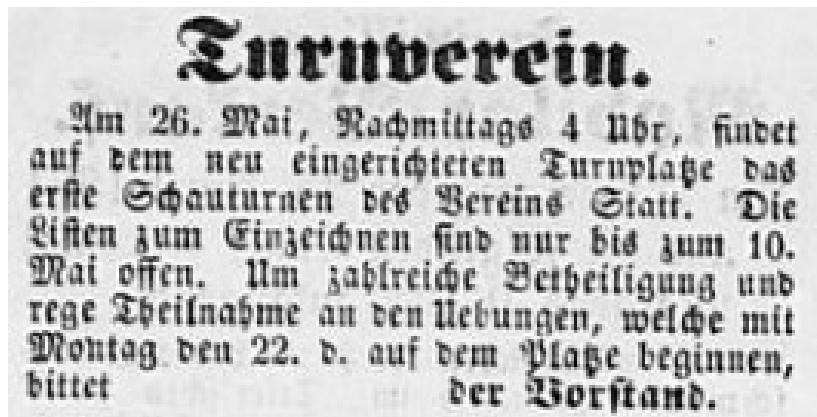 Turnverein.
Am 26. Mai, Nachmittags 4 Uhr, findet
auf dem neu eingerichteten Turnplatze das
erste Schauturnen des Vereins Statt. Die
Listen zum Einzeichnen sind nur bis zum 10.
Mai offen. Um zahlreiche Betheiligung und
rege Theilnahme an den Uebungen, welche mit
Montag den 22. d. auf dem Platze beginnen,
bittet der Vorstand.